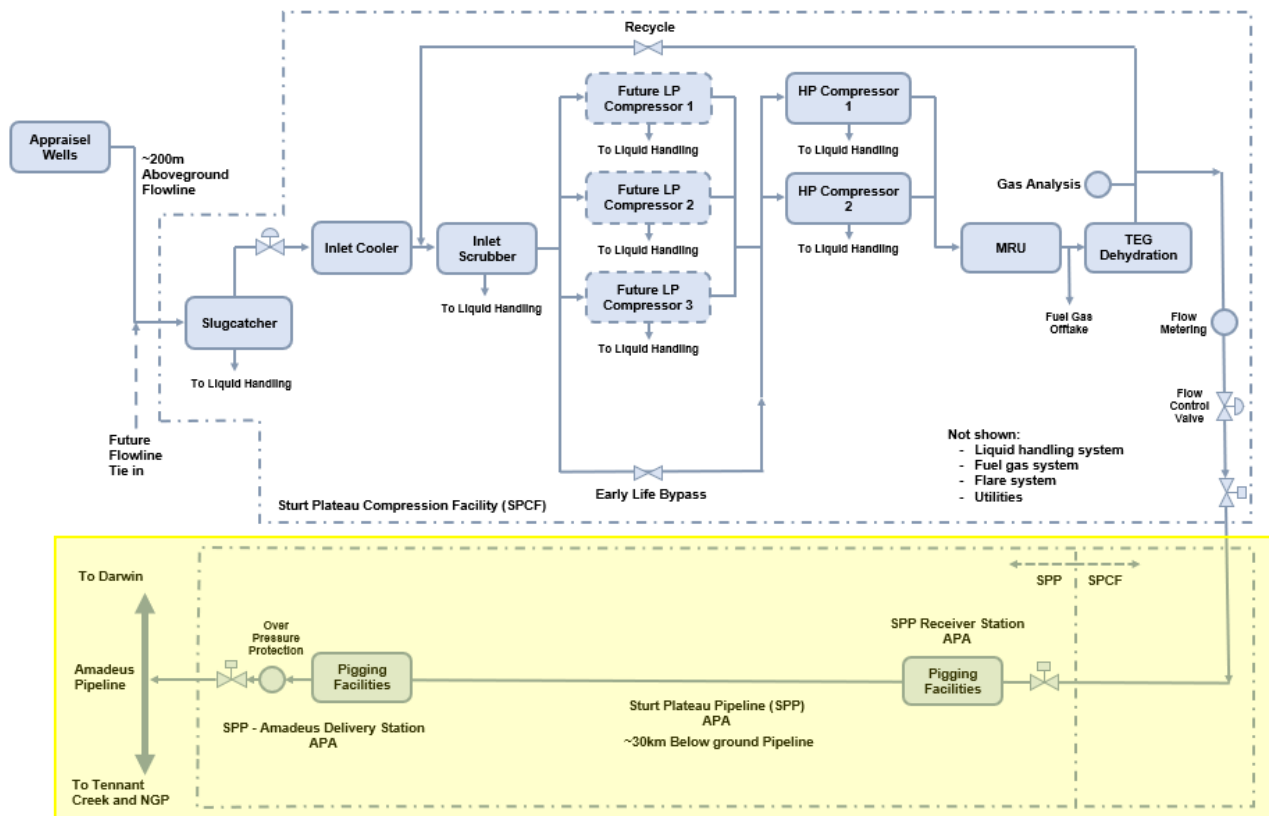 Recycle
Appraisel
Wells
~200m
Aboveground
Flowline
Future LP
Compressor 1
To Liquid Handling
HP Compressor
1
To Liquid Handling
Future LP
Compressor 2
To Liquid Handling
HP Compressor
2
To Liquid Handling
Gas Analysis
Inlet Cooler
Inlet
Scrubber
To Liquid Handling
MRU
TEG
Dehydration
Future LP
Compressor 3
To Liquid Handling
Slugcatcher
To Liquid Handling
Fuel Gas
Offtake
Flow
Metering
Flow
Control
Valve
Future
Flowline
Tie in
Early Life Bypass
Not shown:
- Liquid handling system
- Fuel gas system
- Flare system
- Utilities
Sturt Plateau Compression Facility (SPCF)
To Darwin
SPP
SPCF
Over
Pressure
Protection
SPP Receiver Station
APA
Amadeus
Pipeline
Pigging
Facilities
Pigging
Facilities
Sturt Plateau Pipeline (SPP)
APA
~30km Below ground Pipeline
SPP - Amadeus Delivery Station
APA
To Tennant
Creek and NGP